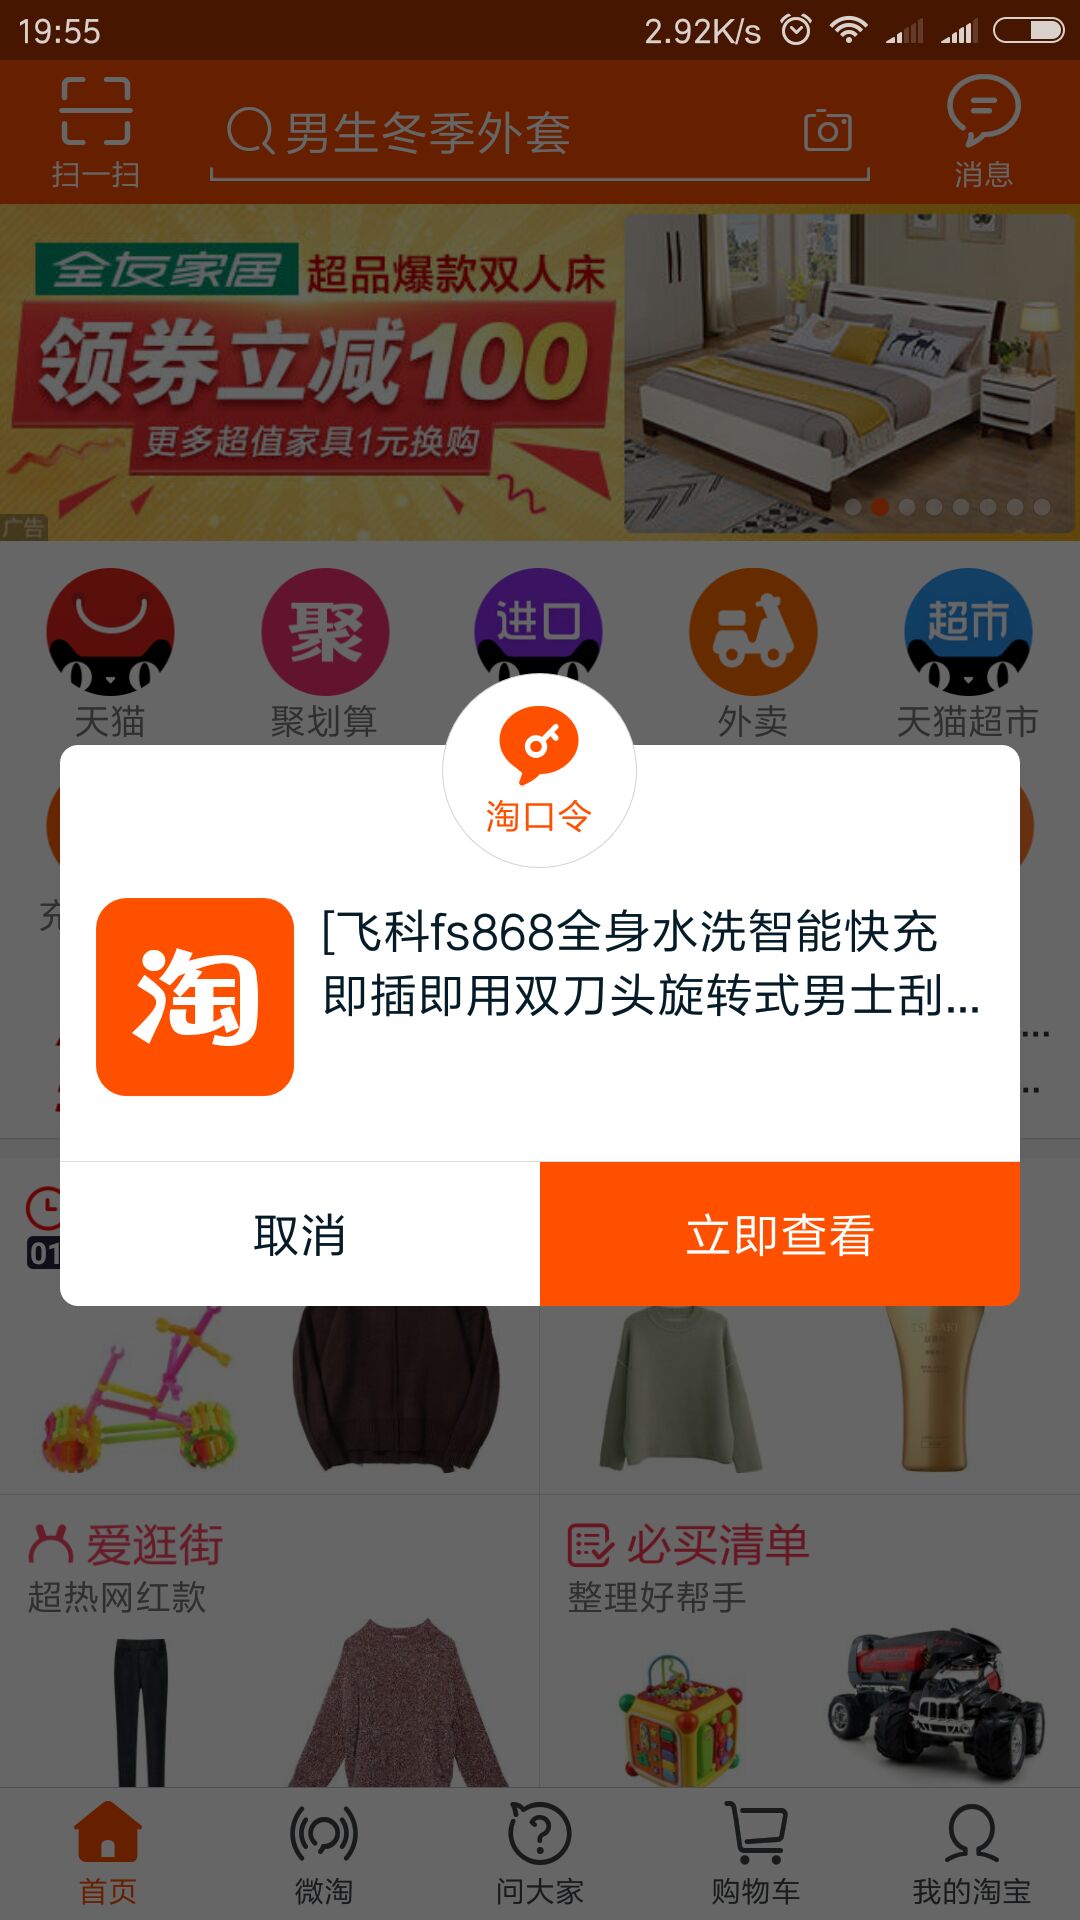 19:55
2.92K/s
男生冬季外套
扫一扫
消息
全友家居 超品爆款双人床
领券立减100
更多超值家具1元换购
广告
聚
进口
超市
天猫
聚划算
外卖
天猫超市
淘口令
充
淘
[飞科fs868全身水洗智能快充
即插即用双刀头旋转式男士刮...
...
取消
立即查看
01
TSUBAKI
爱逛街
必买清单
超热网红款
整理好帮手
首页
微淘
问大家
购物车
我的淘宝